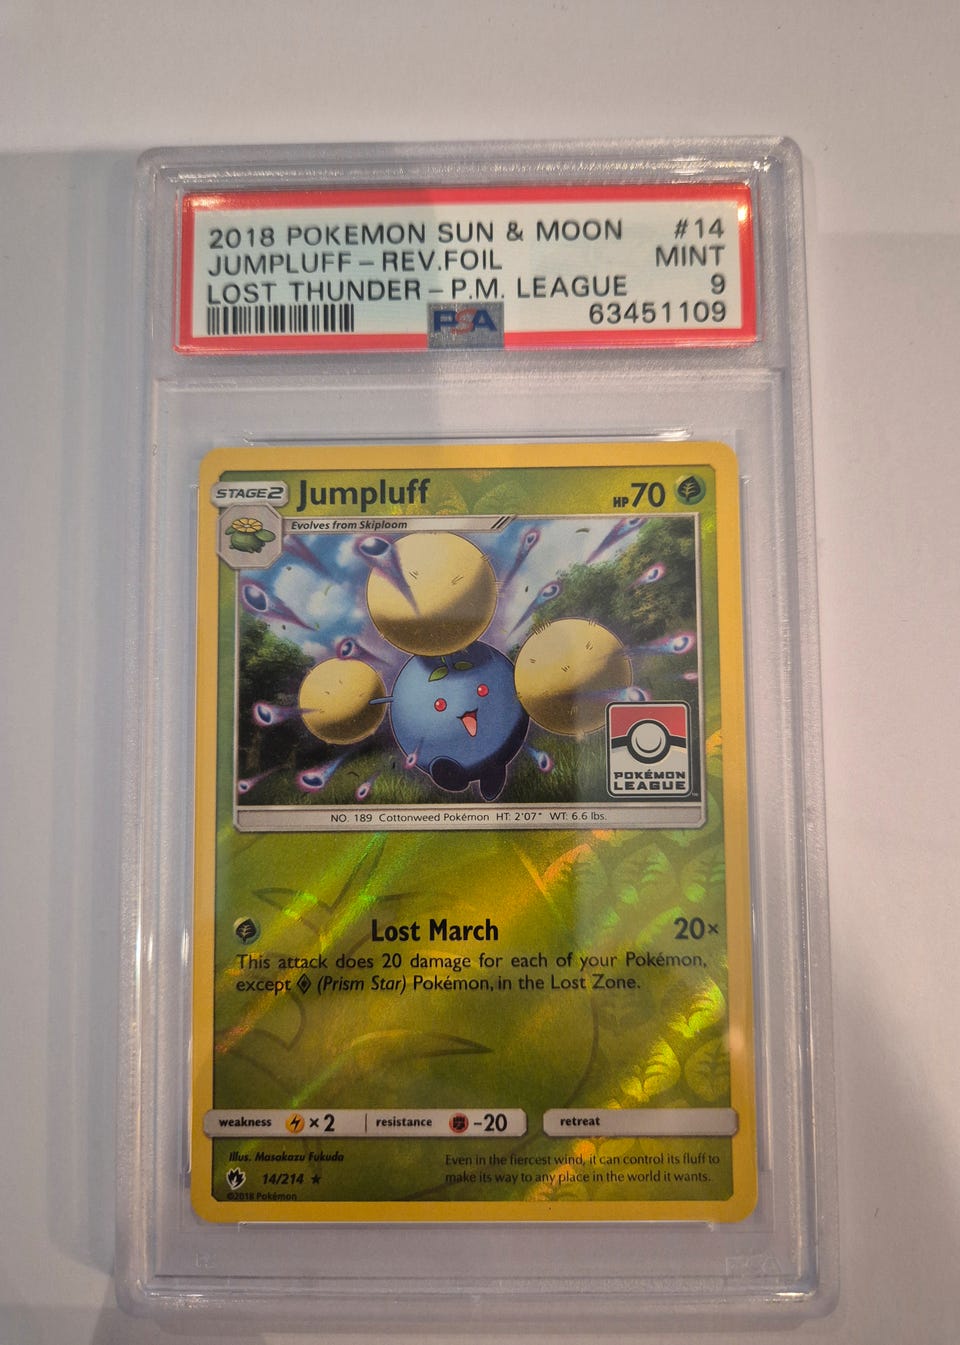 2018 POKEMON SUN & MOON #14
JUMPLUFF - REV.FOIL MINT
LOST THUNDER - P.M. LEAGUE 9
PSA 63451109
STAGE 2 Jumpluff HP 70
Evolves from Skiploom
POKÉMON
LEAGUE
NO. 189 Cottonweed Pokémon HT: 2'07" WT: 6.6 lbs.
Lost March 20×
This attack does 20 damage for each of your Pokémon,
except ◇ (Prism Star) Pokémon, in the Lost Zone.
weakness ×2 resistance -20 retreat
Illus. Masakazu Fukuda
14/214 ★
©2018 Pokémon
Even in the fiercest wind, it can control its fluff to
make its way to any place in the world it wants.